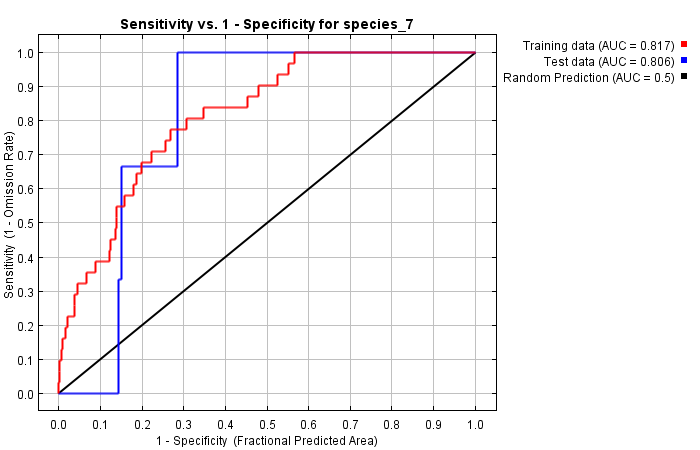 Sensitivity vs. 1 - Specificity for species_7
Training data (AUC = 0.817)
Test data (AUC = 0.806)
Random Prediction (AUC = 0.5)
Sensitivity (1 - Omission Rate)
1.0
0.9
0.8
0.7
0.6
0.5
0.4
0.3
0.2
0.1
0.0
0.0 0.1 0.2 0.3 0.4 0.5 0.6 0.7 0.8 0.9 1.0
1 - Specificity (Fractional Predicted Area)